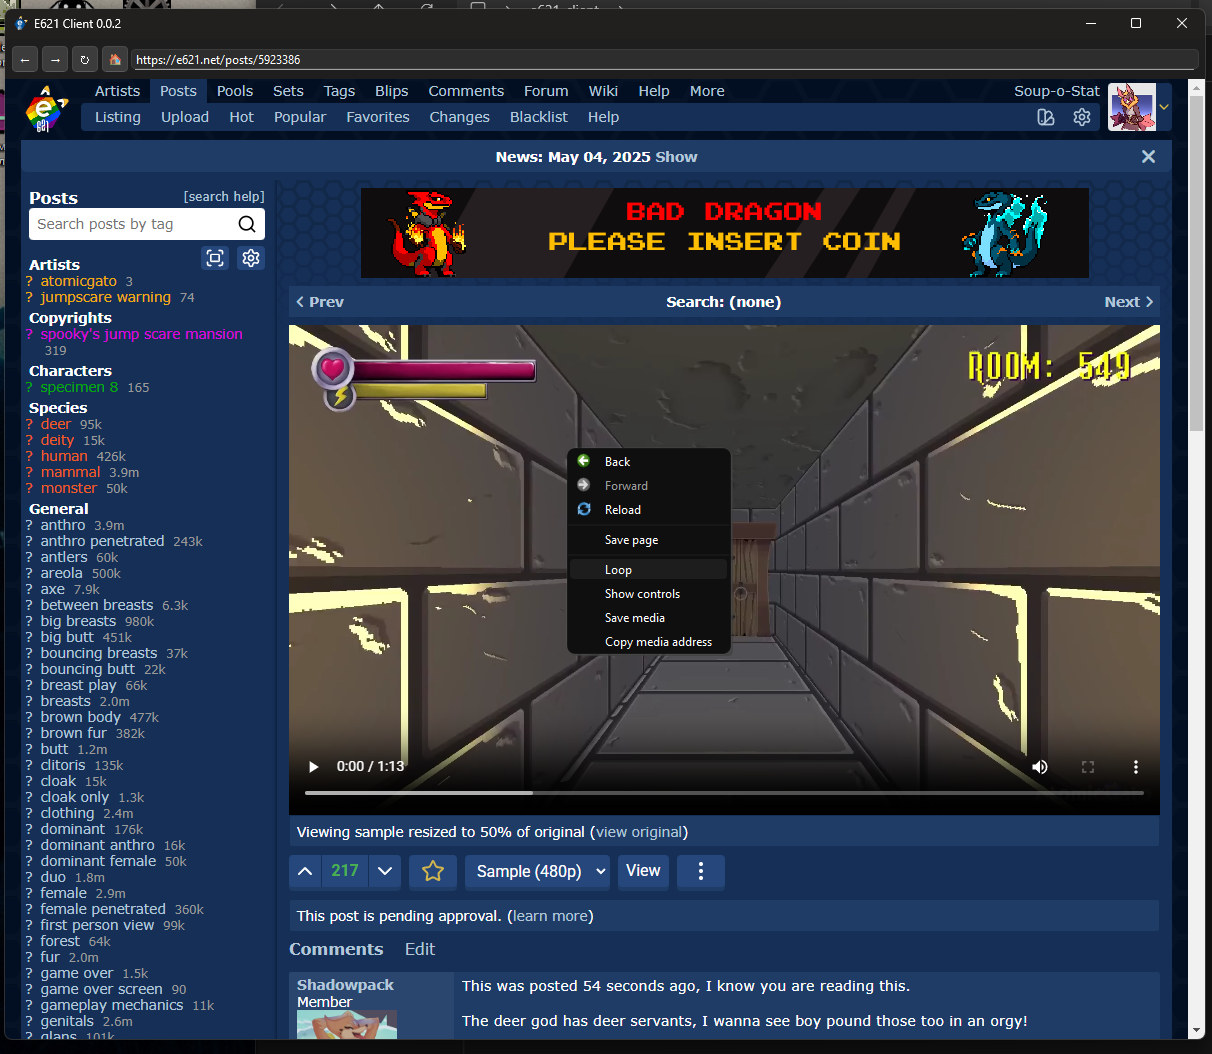 E621 Client 0.0.2
https://e621.net/posts/5923386
Artists Posts Pools Sets Tags Blips Comments Forum Wiki Help More
Soup-o-Stat
Listing Upload Hot Popular Favorites Changes Blacklist Help
e
621
News: May 04, 2025 Show
Posts [search help]
Search posts by tag
Artists
? atomicgato 3
? jumpscare warning 74
Copyrights
? spooky's jump scare mansion
319
Characters
? specimen 8 165
Species
? deer 95k
? deity 15k
? human 426k
? mammal 3.9m
? monster 50k
General
? anthro 3.9m
? anthro penetrated 243k
? antlers 60k
? areola 500k
? axe 7.9k
? between breasts 6.3k
? big breasts 980k
? big butt 451k
? bouncing breasts 37k
? bouncing butt 22k
? breast play 66k
? breasts 2.0m
? brown body 477k
? brown fur 382k
? butt 1.2m
? clitoris 135k
? cloak 15k
? cloak only 1.3k
? clothing 2.4m
? dominant 176k
? dominant anthro 16k
? dominant female 50k
? duo 1.8m
? female 2.9m
? female penetrated 360k
? first person view 99k
? forest 64k
? fur 2.0m
? game over 1.5k
? game over screen 90
? gameplay mechanics 11k
? genitals 2.6m
? glans 101k
BAD DRAGON
PLEASE INSERT COIN
Prev Search: (none) Next
ROOM: 549
Back
Forward
Reload
Save page
Loop
Show controls
Save media
Copy media address
0:00 / 1:13
Viewing sample resized to 50% of original (view original)
217 Sample (480p) View
This post is pending approval. (learn more)
Comments Edit
Shadowpack
Member
This was posted 54 seconds ago, I know you are reading this.
The deer god has deer servants, I wanna see boy pound those too in an orgy!